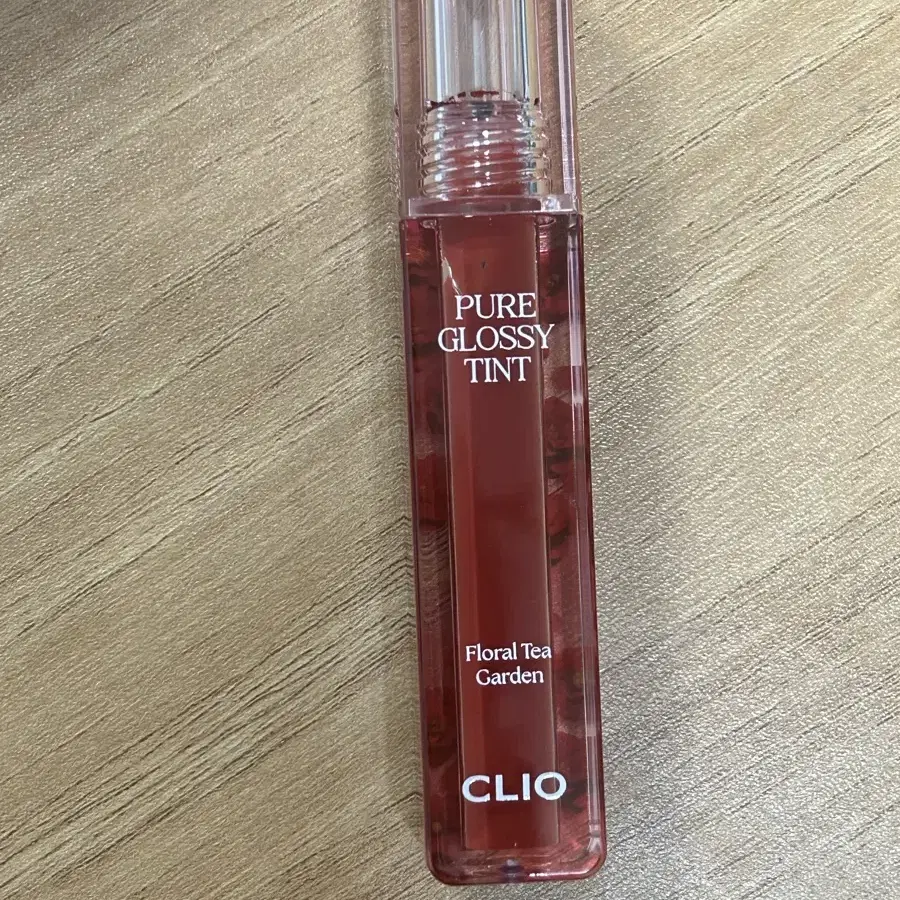 PURE
GLOSSY
TINT
Floral Tea
Garden
CLIO